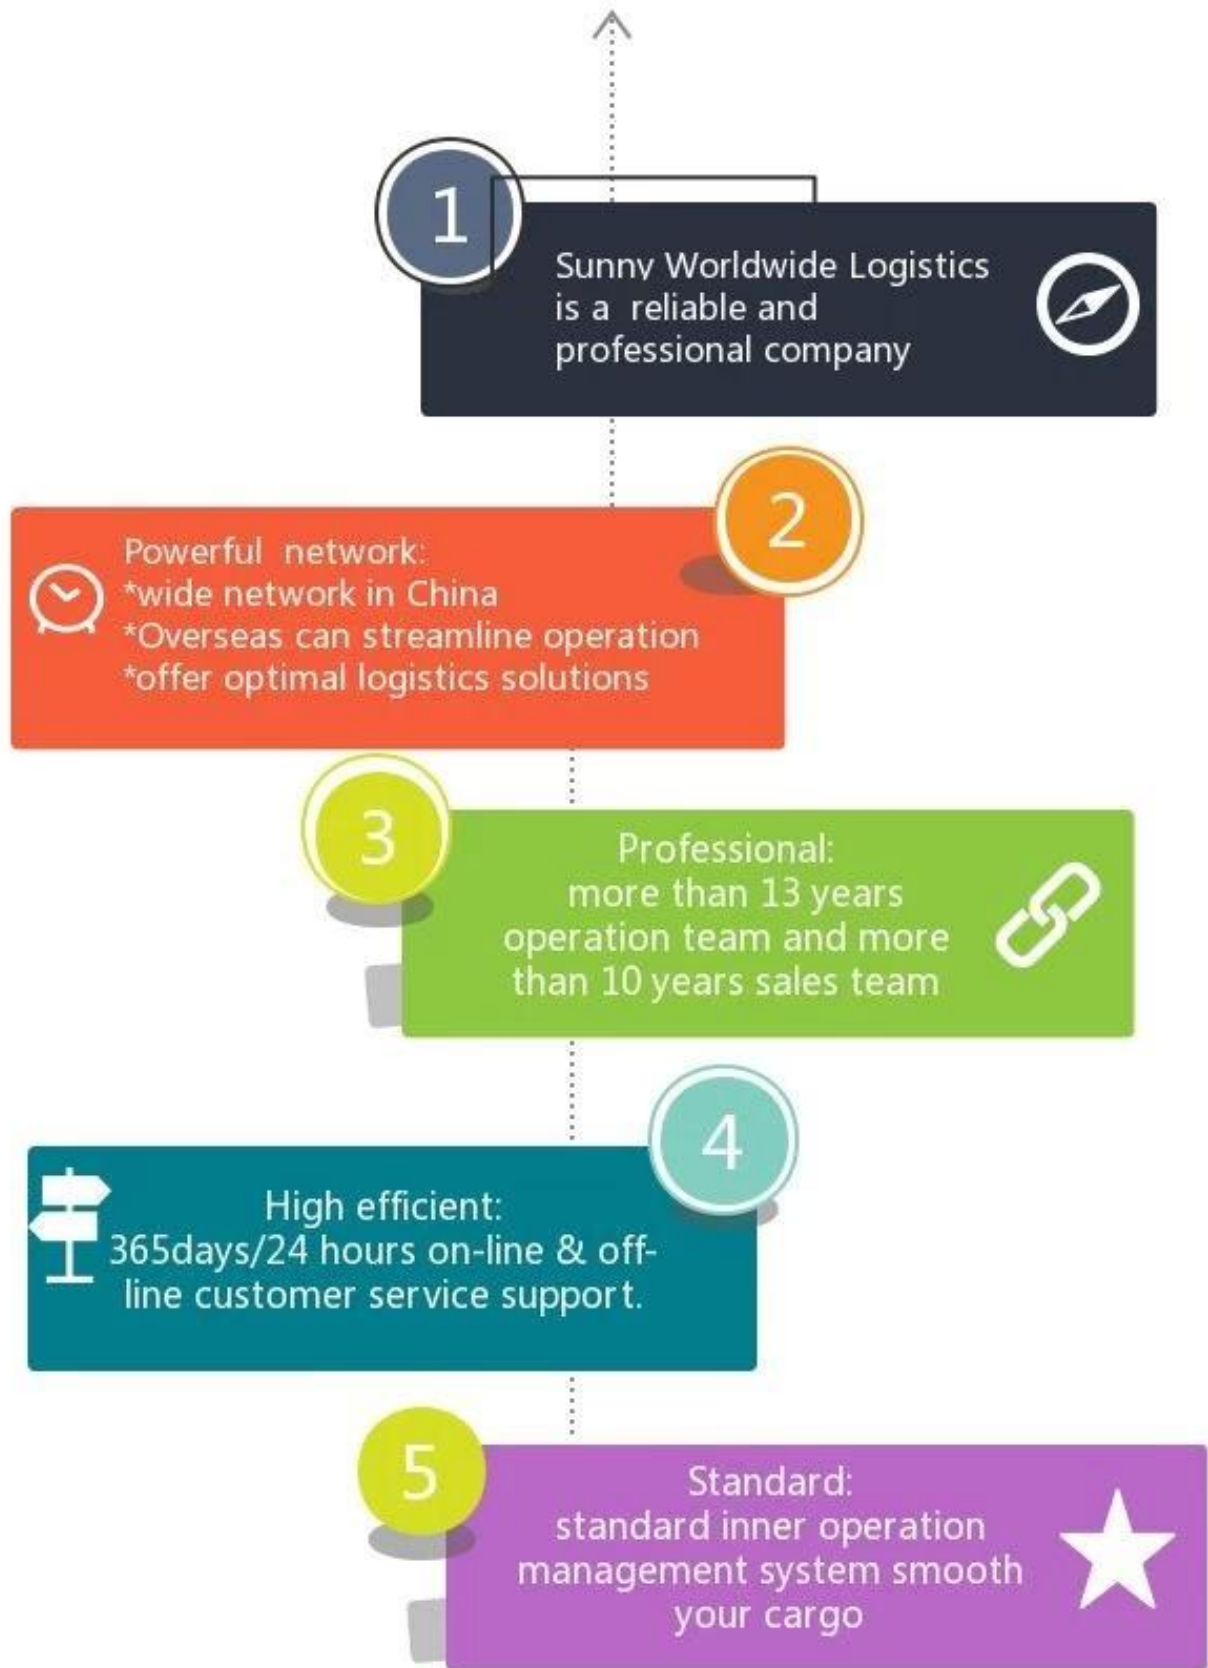 1
Sunny Worldwide Logistics
is a reliable and
professional company
2
Powerful network:
*wide network in China
*Overseas can streamline operation
*offer optimal logistics solutions
3
Professional:
more than 13 years
operation team and more
than 10 years sales team
4
High efficient:
365days/24 hours on-line & off-
line customer service support.
5
Standard:
standard inner operation
management system smooth
your cargo